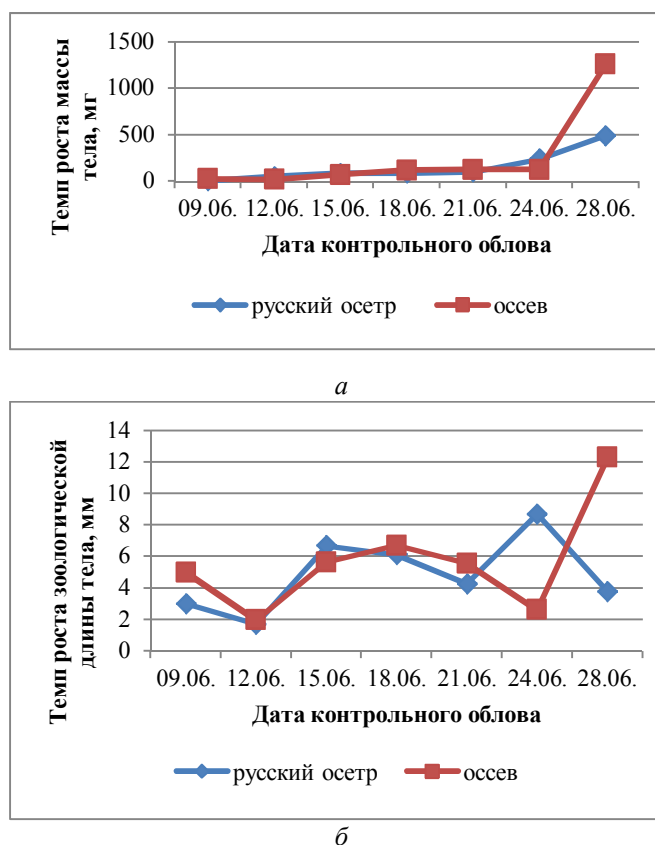 Темп роста массы
тела, мг
1500
1000
500
0
09.06. 12.06. 15.06. 18.06. 21.06. 24.06. 28.06.
Дата контрольного облова
русский осетр оссев
а
Темп роста зоологической
длины тела, мм
14
12
10
8
6
4
2
0
09.06. 12.06. 15.06. 18.06. 21.06. 24.06. 28.06.
Дата контрольного облова
русский осетр оссев
б